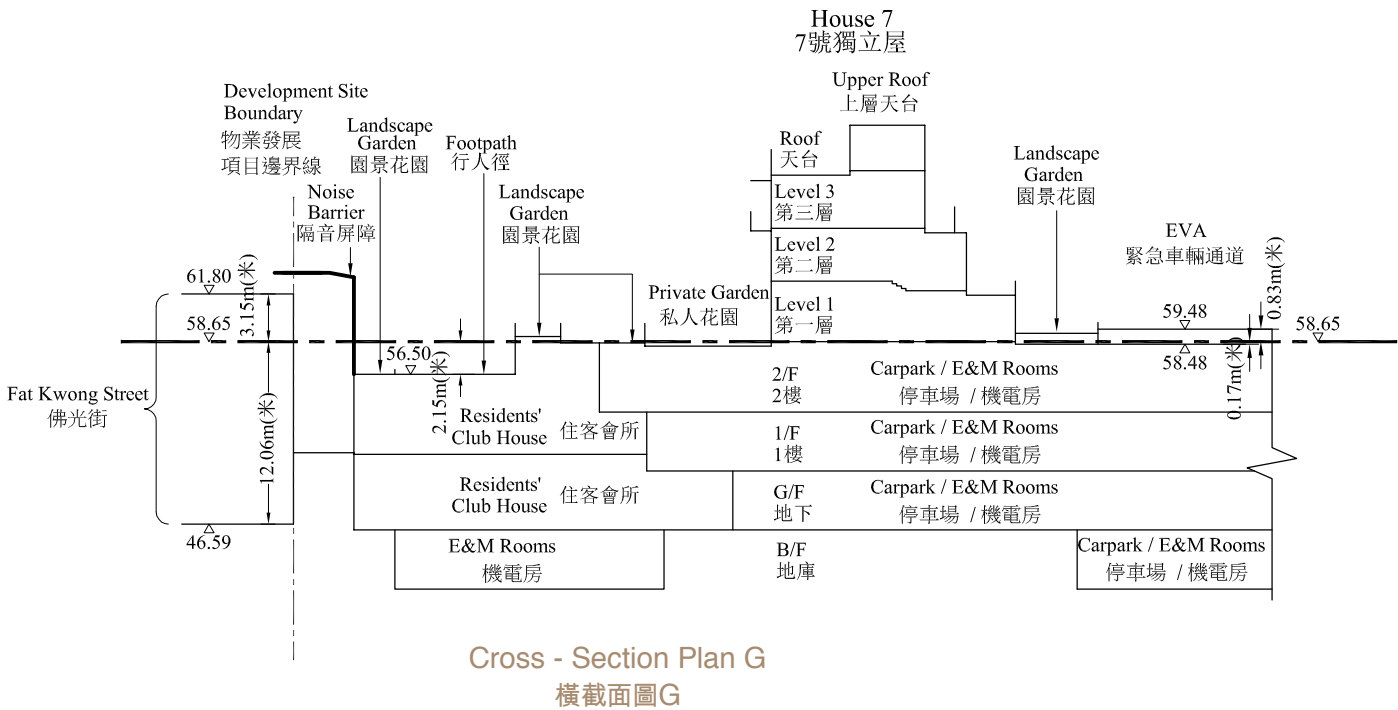 House 7
7號獨立屋
Upper Roof
上層天台
Development Site
Boundary
物業發展
項目邊界線
Landscape
Garden
園景花園
Footpath
行人徑
Roof
天台
Landscape
Garden
園景花園
Noise
Barrier
隔音屏障
Landscape
Garden
園景花園
Level 3
第三層
EVA
緊急車輛通道
Level 2
第二層
61.80
3.15m(米)
58.65
Private Garden
私人花園
Level 1
第一層
59.48
0.83m(米)
58.65
56.50
2.15m(米)
58.48
0.17m(米)
Fat Kwong Street
佛光街
12.06m(米)
46.59
2/F
2樓
Carpark / E&M Rooms
停車場 / 機電房
Residents'
Club House 住客會所
1/F
1樓
Carpark / E&M Rooms
停車場 / 機電房
Residents'
Club House 住客會所
G/F
地下
Carpark / E&M Rooms
停車場 / 機電房
E&M Rooms
機電房
B/F
地庫
Carpark / E&M Rooms
停車場 / 機電房
Cross - Section Plan G
橫截面圖G